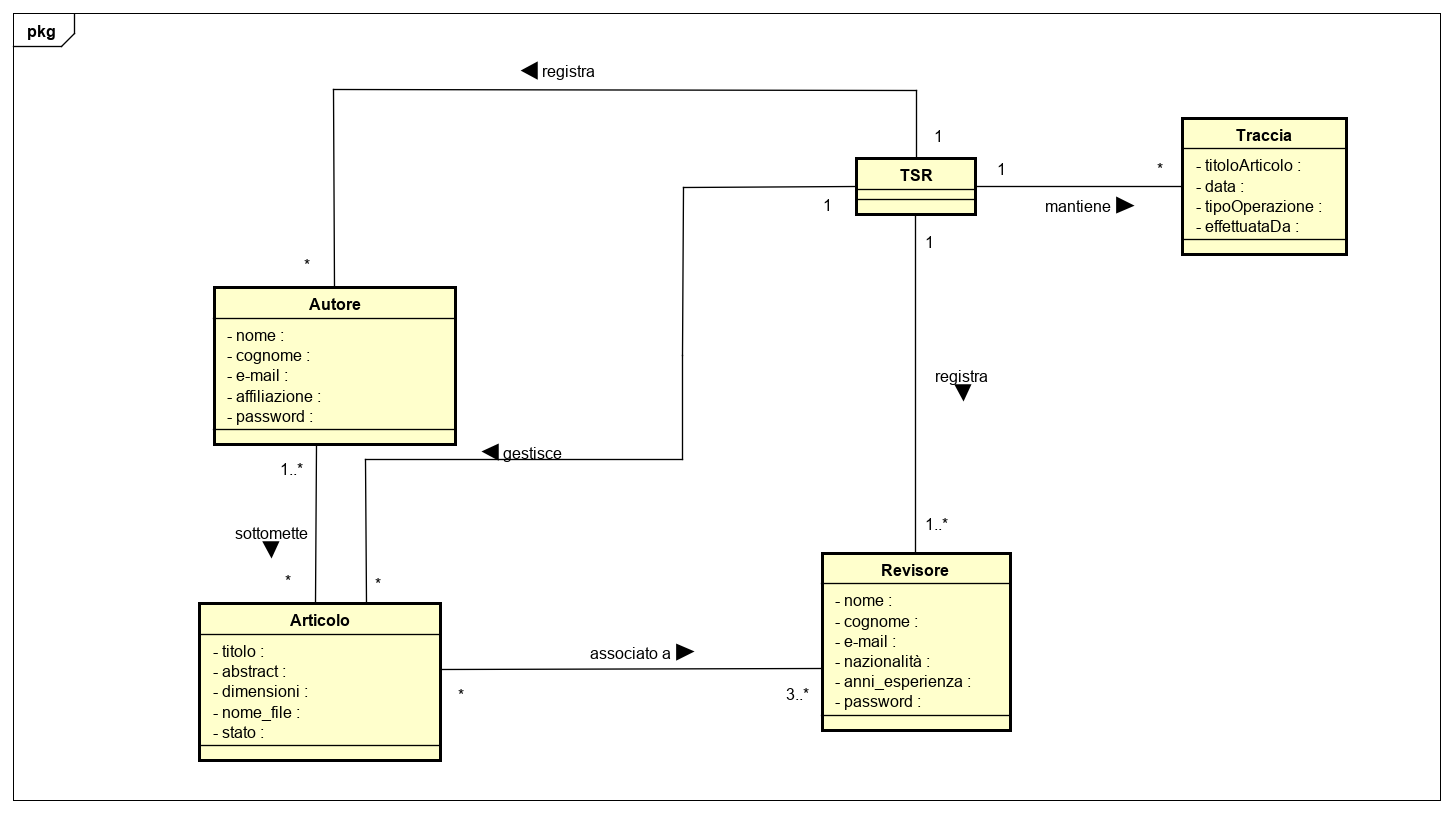 pkg
registra
1
*
TSR
1
1
1
*
mantiene
Traccia
- titoloArticolo :
- data :
- tipoOperazione :
- effettuataDa :
Autore
- nome :
- cognome :
- e-mail :
- affiliazione :
- password :
registra
gestisce
1..*
sottomette
*
*
1..*
Articolo
- titolo :
- abstract :
- dimensioni :
- nome_file :
- stato :
associato a
*
3..*
Revisore
- nome :
- cognome :
- e-mail :
- nazionalità :
- anni_esperienza :
- password :